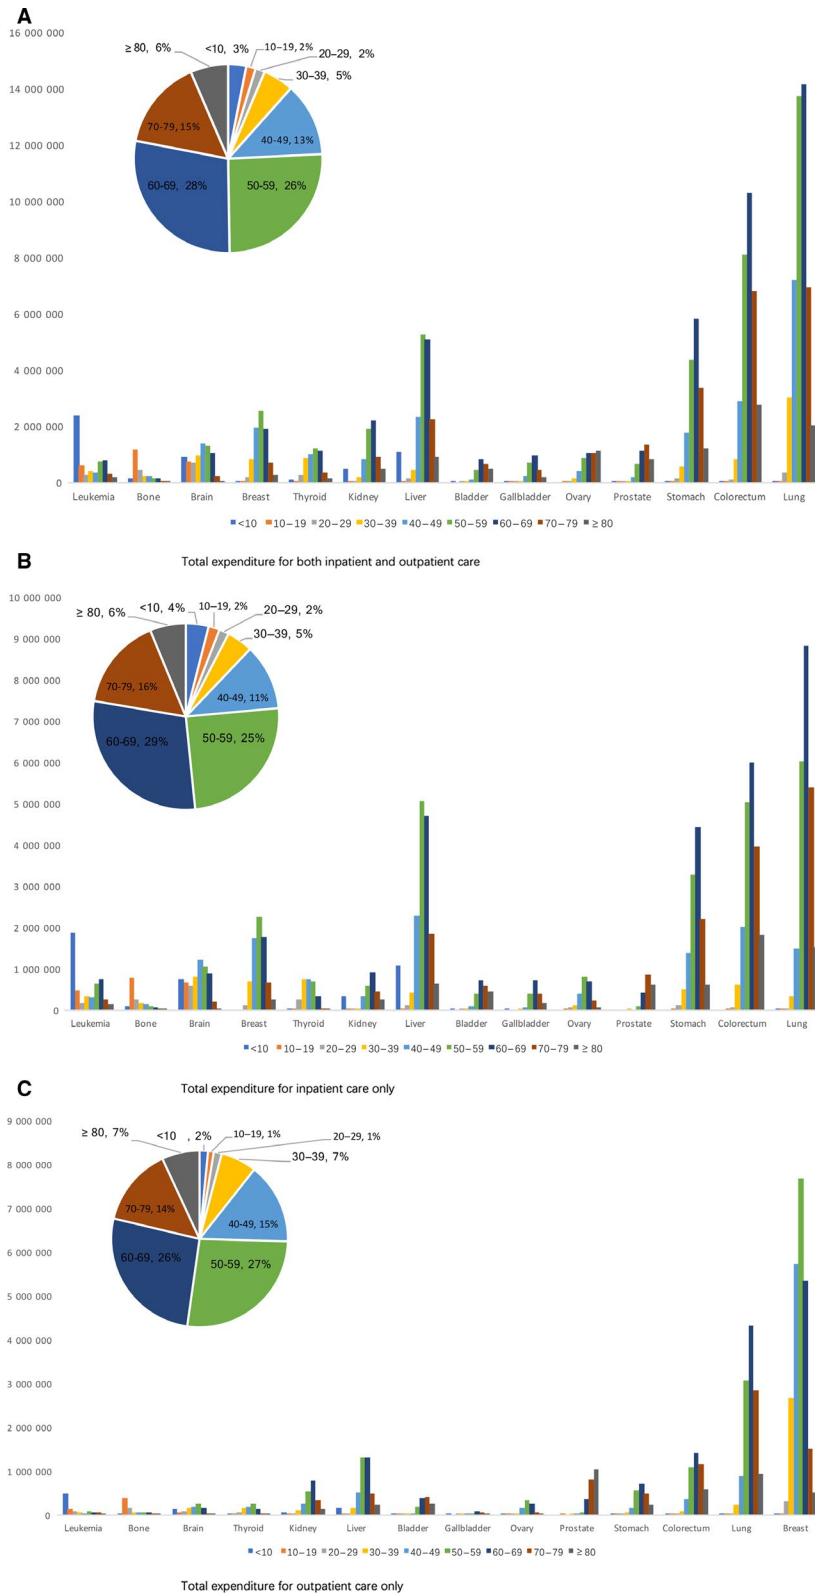 A
16 000 000
14 000 000
12 000 000
10 000 000
8 000 000
6 000 000
4 000 000
2 000 000
0
≥ 80, 6%
<10, 3%
10–19, 2%
20–29, 2%
30–39, 5%
40-49, 13%
50-59, 26%
60-69, 28%
70-79, 15%
Leukemia Bone Brain Breast Thyroid Kidney Liver Bladder Gallbladder Ovary Prostate Stomach Colorectum Lung
<10 10–19 20–29 30–39 40–49 50–59 60–69 70–79 ≥ 80
B
Total expenditure for both inpatient and outpatient care
10 000 000
9 000 000
8 000 000
7 000 000
6 000 000
5 000 000
4 000 000
3 000 000
2 000 000
1 000 000
0
≥ 80, 6%
<10, 4%
10–19, 2%
20–29, 2%
30–39, 5%
40-49, 11%
50-59, 25%
60-69, 29%
70-79, 16%
Leukemia Bone Brain Breast Thyroid Kidney Liver Bladder Gallbladder Ovary Prostate Stomach Colorectum Lung
<10 10–19 20–29 30–39 40–49 50–59 60–69 70–79 ≥ 80
C
Total expenditure for inpatient care only
9 000 000
8 000 000
7 000 000
6 000 000
5 000 000
4 000 000
3 000 000
2 000 000
1 000 000
0
≥ 80, 7%
<10 , 2%
10–19, 1%
20–29, 1%
30–39, 7%
40-49, 15%
50-59, 27%
60-69, 26%
70-79, 14%
Leukemia Bone Brain Thyroid Kidney Liver Bladder Gallbladder Ovary Prostate Stomach Colorectum Lung Breast
<10 10–19 20–29 30–39 40–49 50–59 60–69 70–79 ≥ 80
Total expenditure for outpatient care only